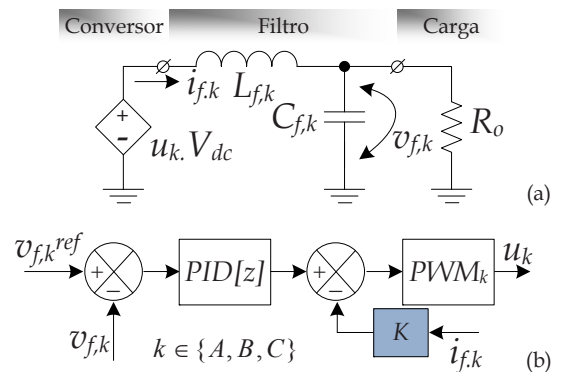 Conversor Filtro Carga
i_{f.k} L_{f,k}
C_{f,k} v_{f,k} R_o
+
-
u_k.V_{dc}
(a)
v_{f,k}^{ref} + − PID[z] + − PWM_k u_k
K
v_{f,k} k ∈ {A, B, C} i_{f.k}
(b)